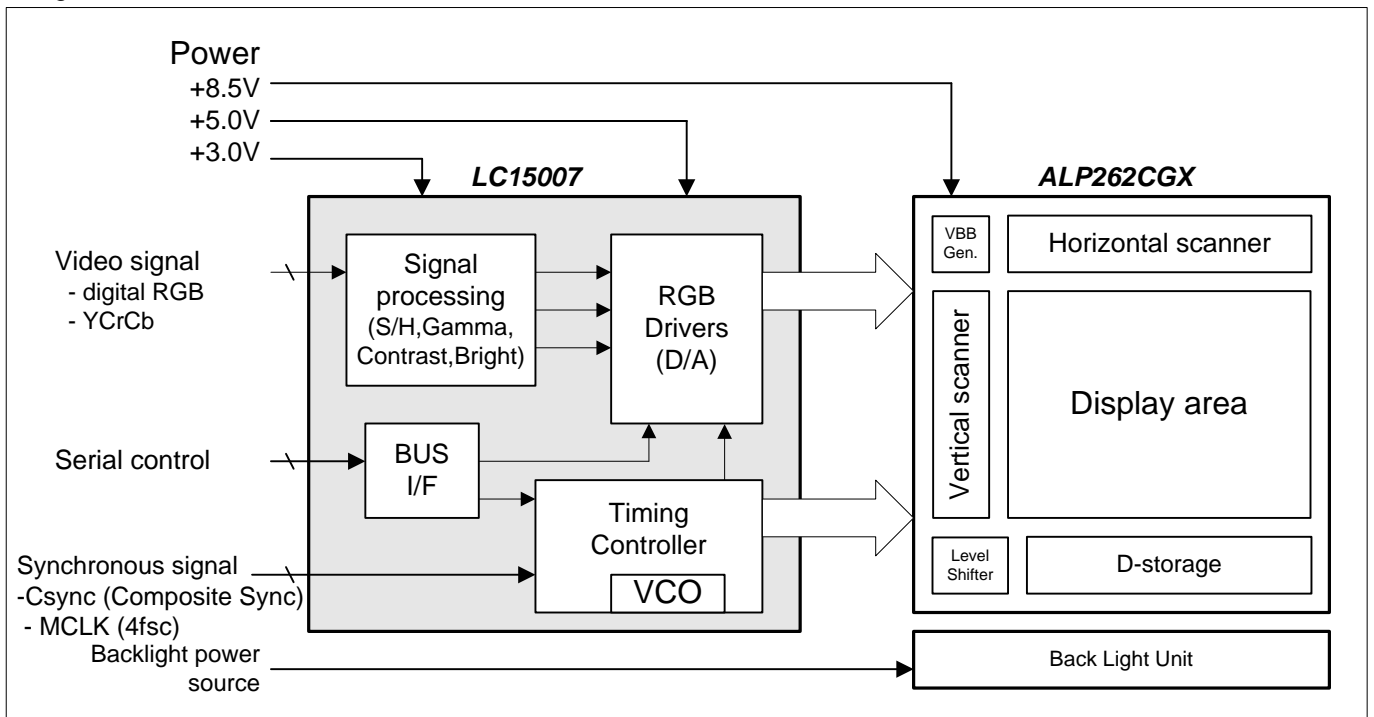 Power
+8.5V
+5.0V
+3.0V
LC15007
ALP262CGX
Video signal
- digital RGB
- YCrCb
Signal
processing
(S/H,Gamma,
Contrast,Bright)
RGB
Drivers
(D/A)
VBB
Gen.
Horizontal scanner
Vertical scanner
Display area
Serial control
BUS
I/F
Timing
Controller
VCO
Level
Shifter
D-storage
Synchronous signal
-Csync (Composite Sync)
- MCLK (4fsc)
Backlight power
source
Back Light Unit